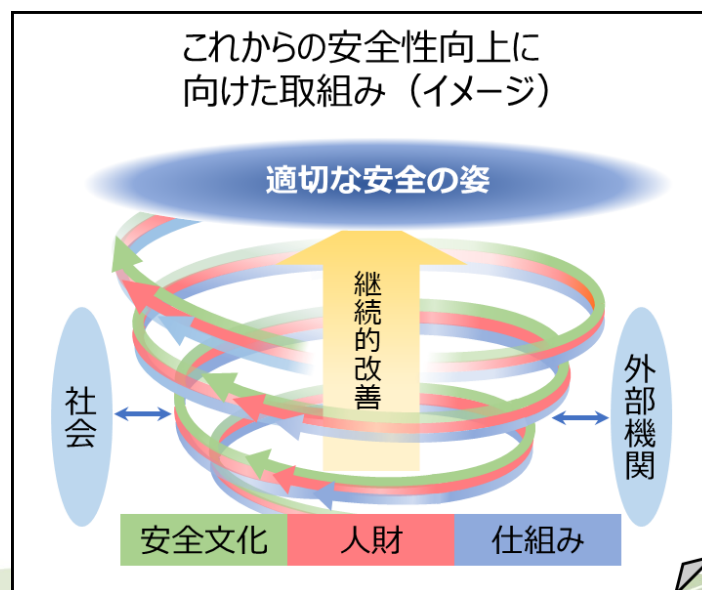 これからの安全性向上に
向けた取組み（イメージ）
適切な安全の姿
継続的改善
社会
外部機関
安全文化
人財
仕組み